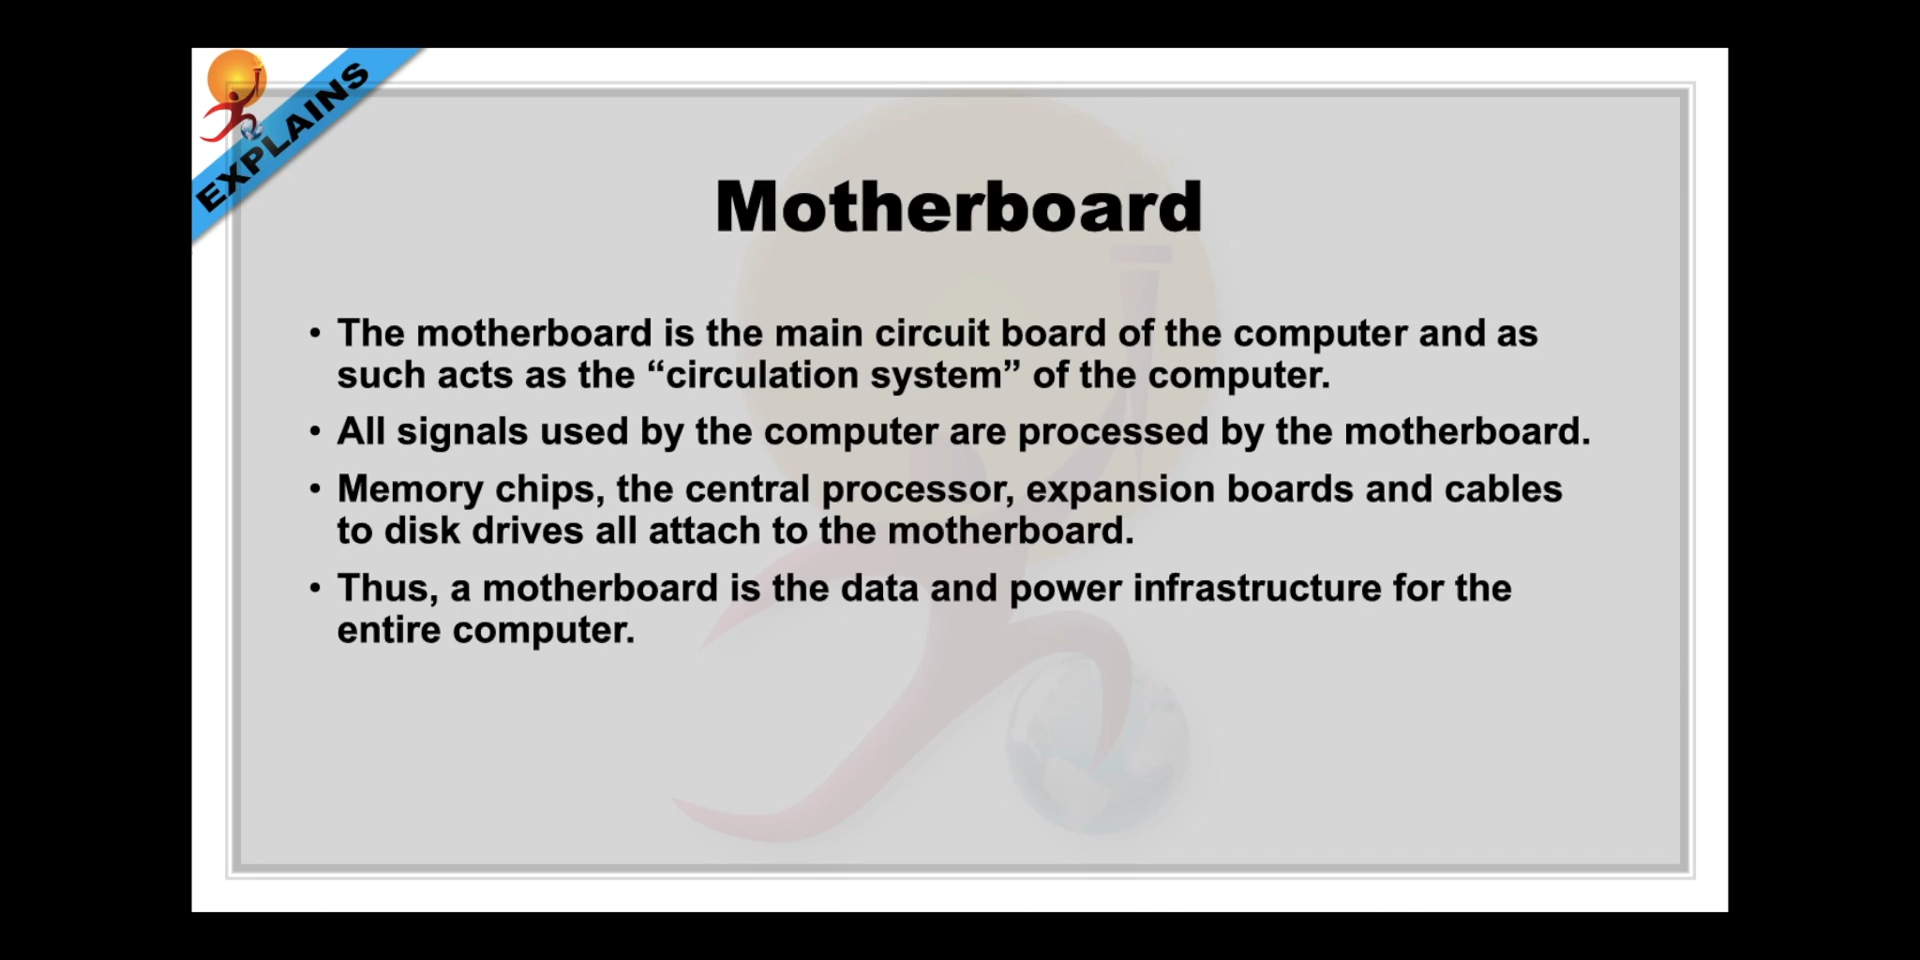 EXPLAINS
Motherboard
• The motherboard is the main circuit board of the computer and as
such acts as the “circulation system” of the computer.
• All signals used by the computer are processed by the motherboard.
• Memory chips, the central processor, expansion boards and cables
to disk drives all attach to the motherboard.
• Thus, a motherboard is the data and power infrastructure for the
entire computer.